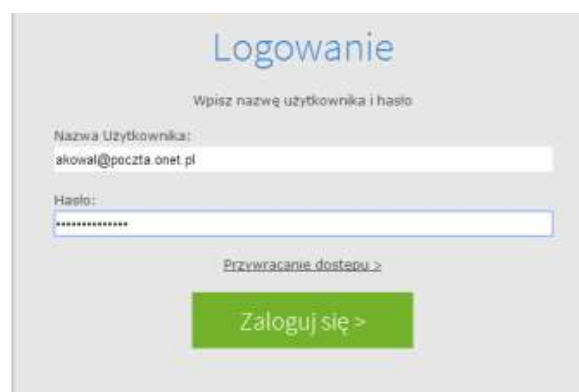 Logowanie
Wpisz nazwę użytkownika i hasło
Nazwa Użytkownika:
akowal@poczta.onet.pl
Hasło:
••••••••••••••
Przywracanie dostępu >
Zaloguj się >